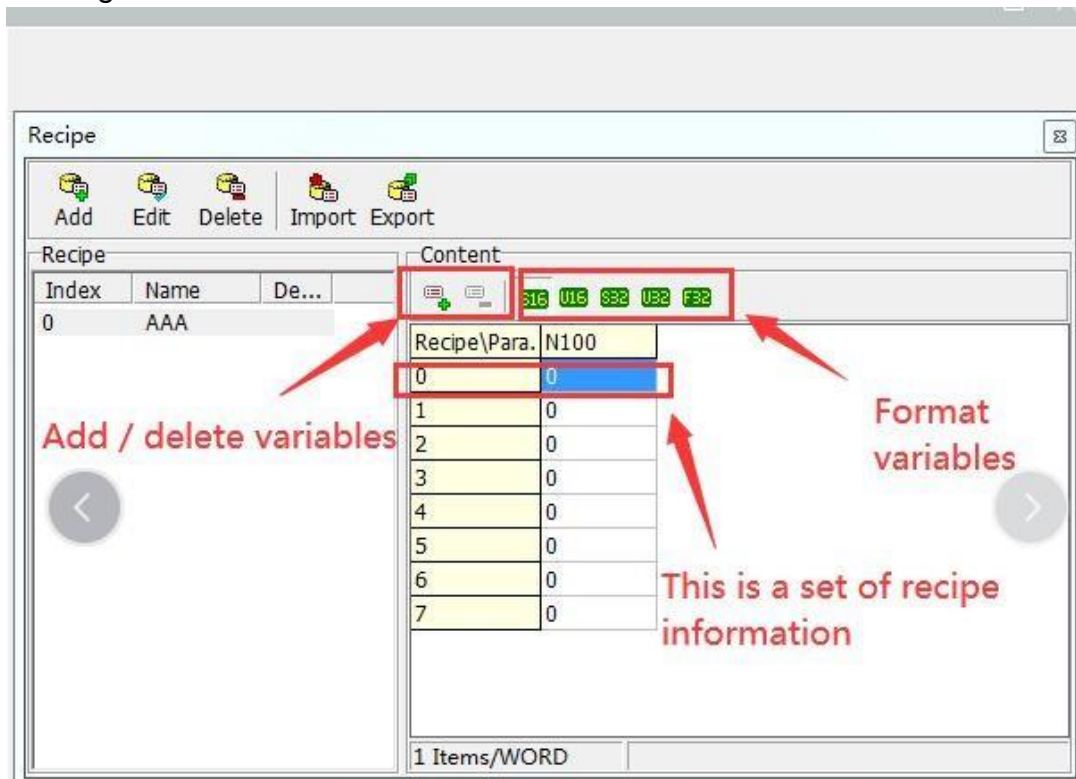 Recipe
Add Edit Delete Import Export
Recipe
Content
Index Name De...
S16 U16 S32 U32 F32
0 AAA
Recipe\Para. N100
0 0
1 0
2 0
3 0
4 0
5 0
6 0
7 0
Add / delete variables
Format
variables
This is a set of recipe
information
1 Items/WORD